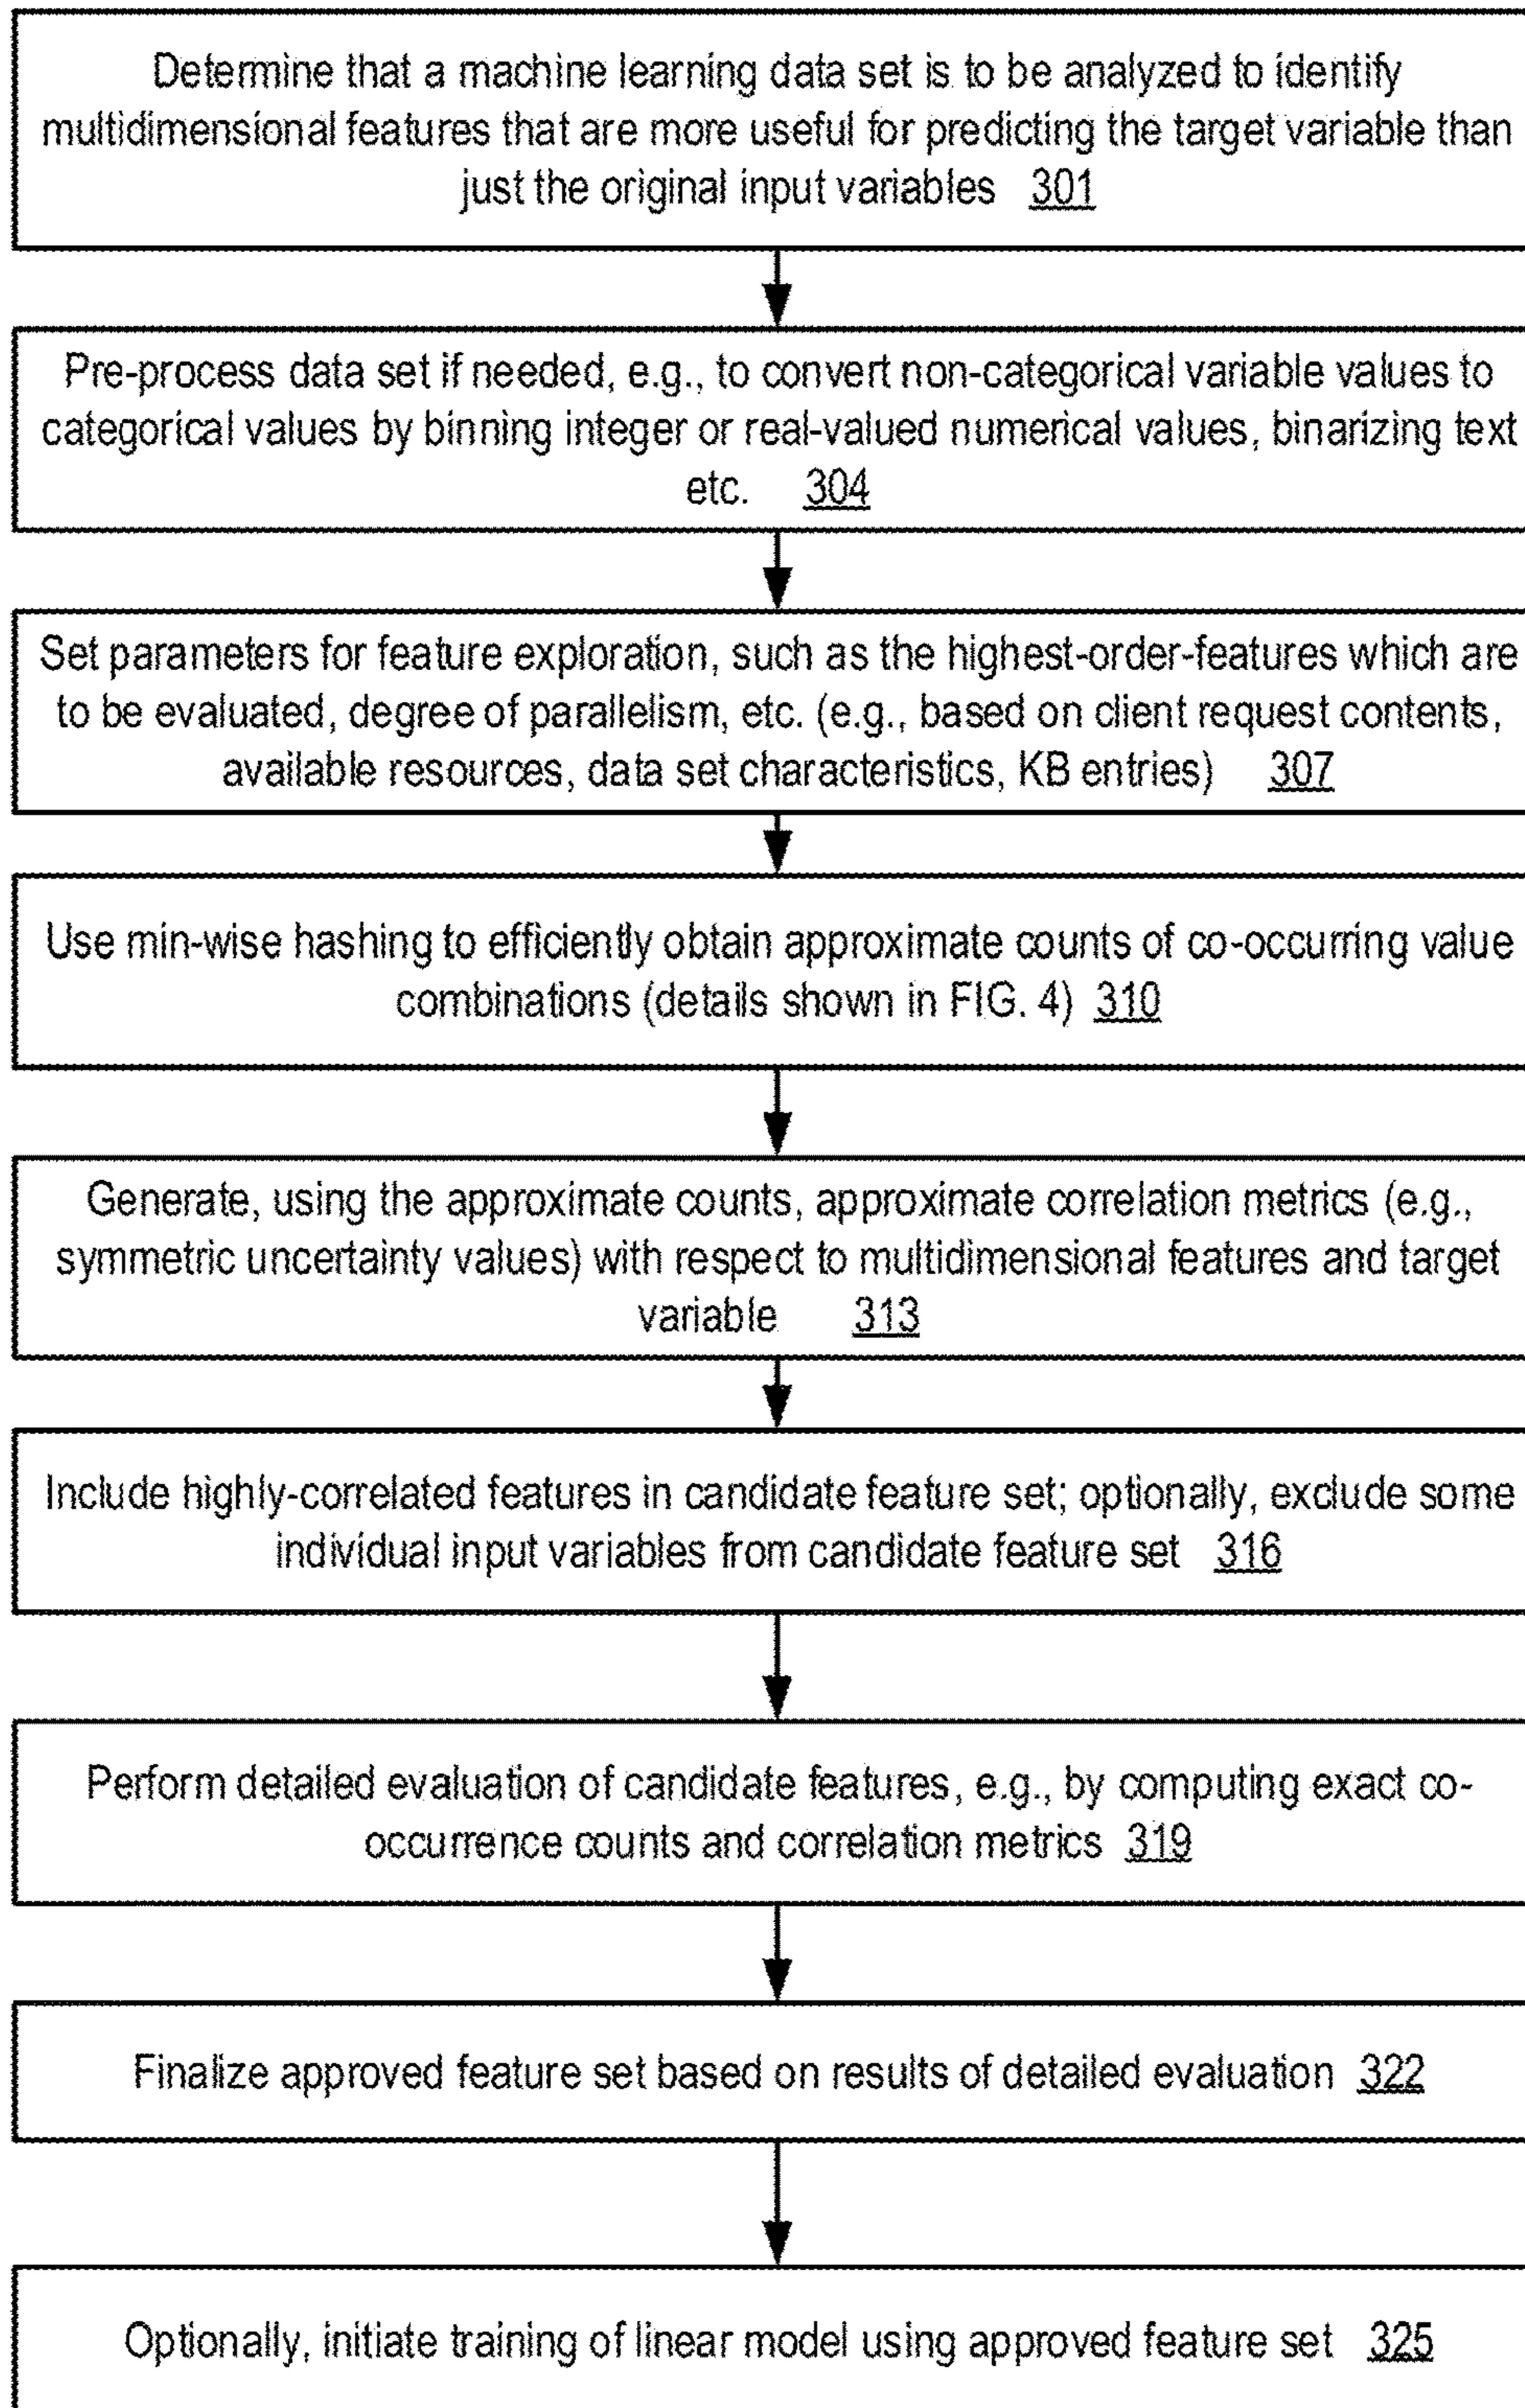 Determine that a machine learning data set is to be analyzed to identify
multidimensional features that are more useful for predicting the target variable than
just the original input variables 301
Pre-process data set if needed, e.g., to convert non-categorical variable values to
categorical values by binning integer or real-valued numerical values, binarizing text
etc. 304
Set parameters for feature exploration, such as the highest-order-features which are
to be evaluated, degree of parallelism, etc. (e.g., based on client request contents,
available resources, data set characteristics, KB entries) 307
Use min-wise hashing to efficiently obtain approximate counts of co-occurring value
combinations (details shown in FIG. 4) 310
Generate, using the approximate counts, approximate correlation metrics (e.g.,
symmetric uncertainty values) with respect to multidimensional features and target
variable 313
Include highly-correlated features in candidate feature set; optionally, exclude some
individual input variables from candidate feature set 316
Perform detailed evaluation of candidate features, e.g., by computing exact co-
occurrence counts and correlation metrics 319
Finalize approved feature set based on results of detailed evaluation 322
Optionally, initiate training of linear model using approved feature set 325